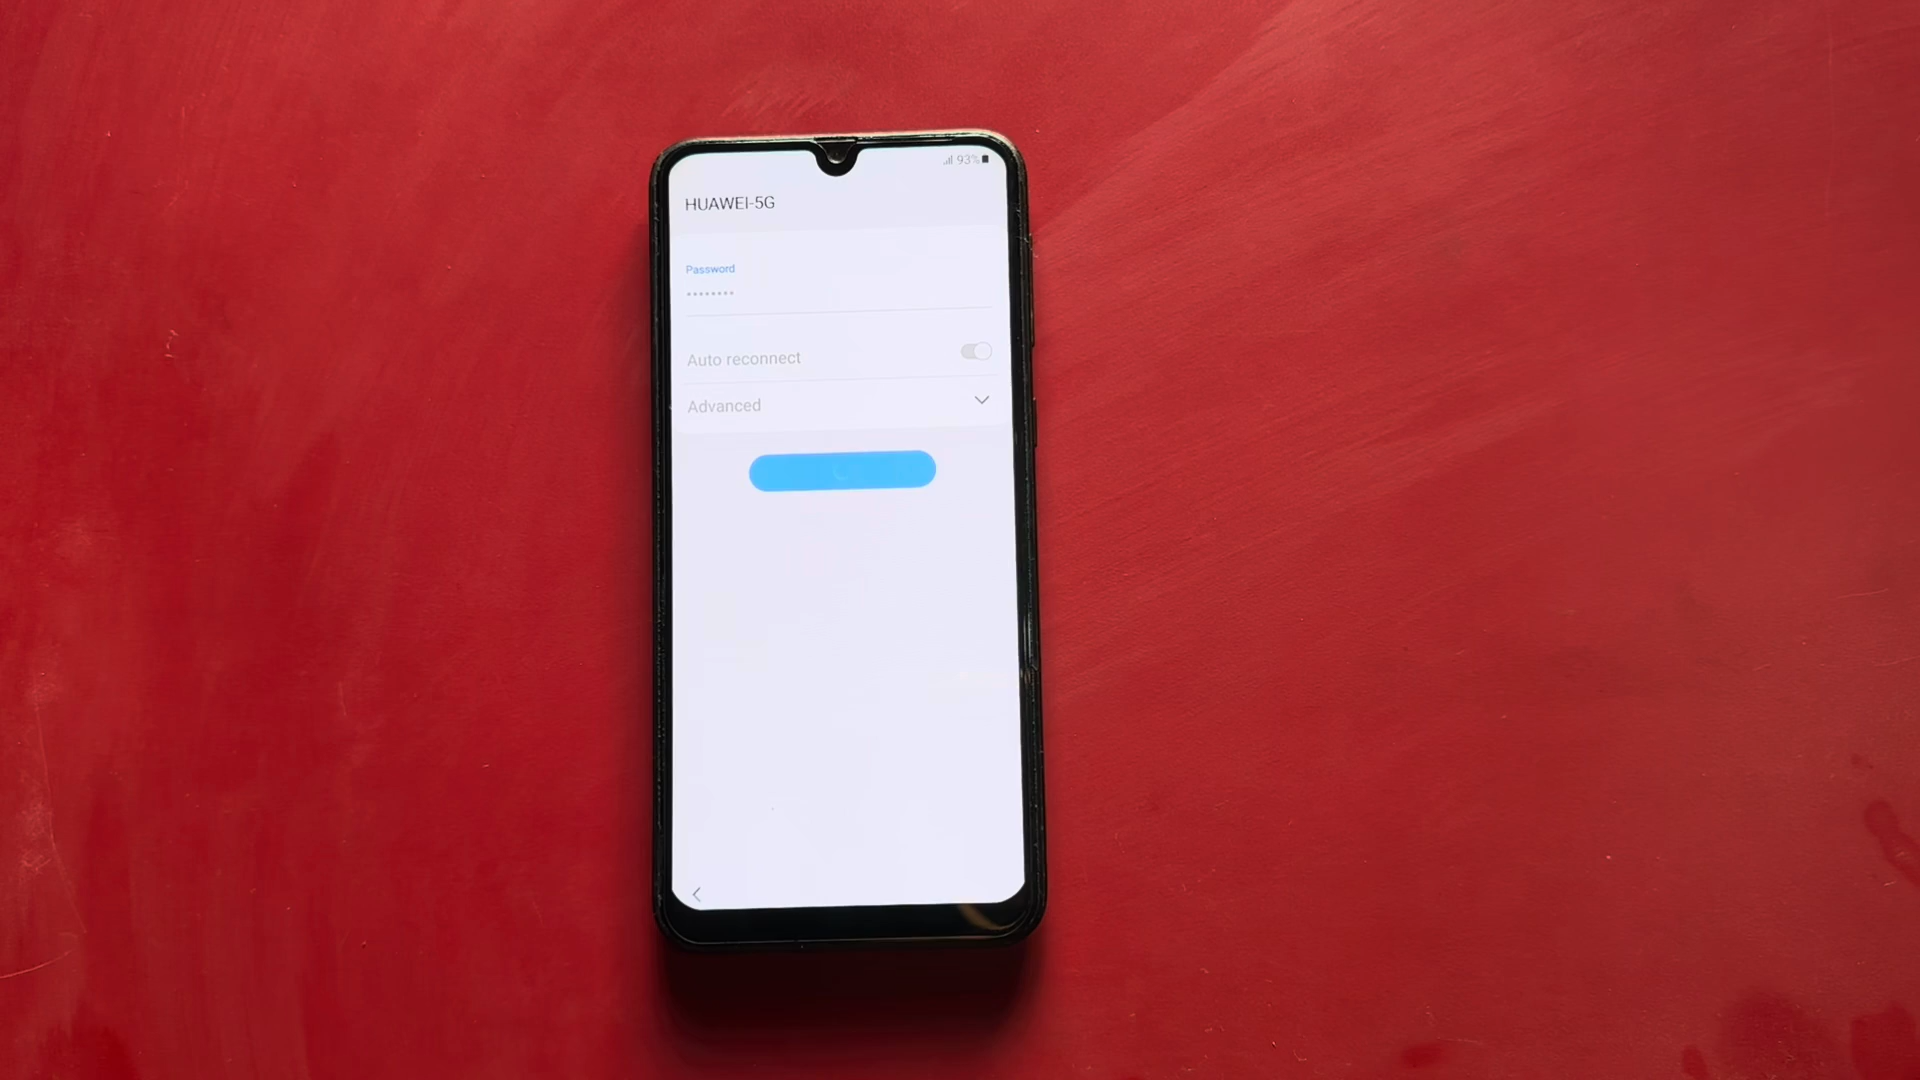 93%
HUAWEI-5G
Password
••••••••
Auto reconnect
Advanced